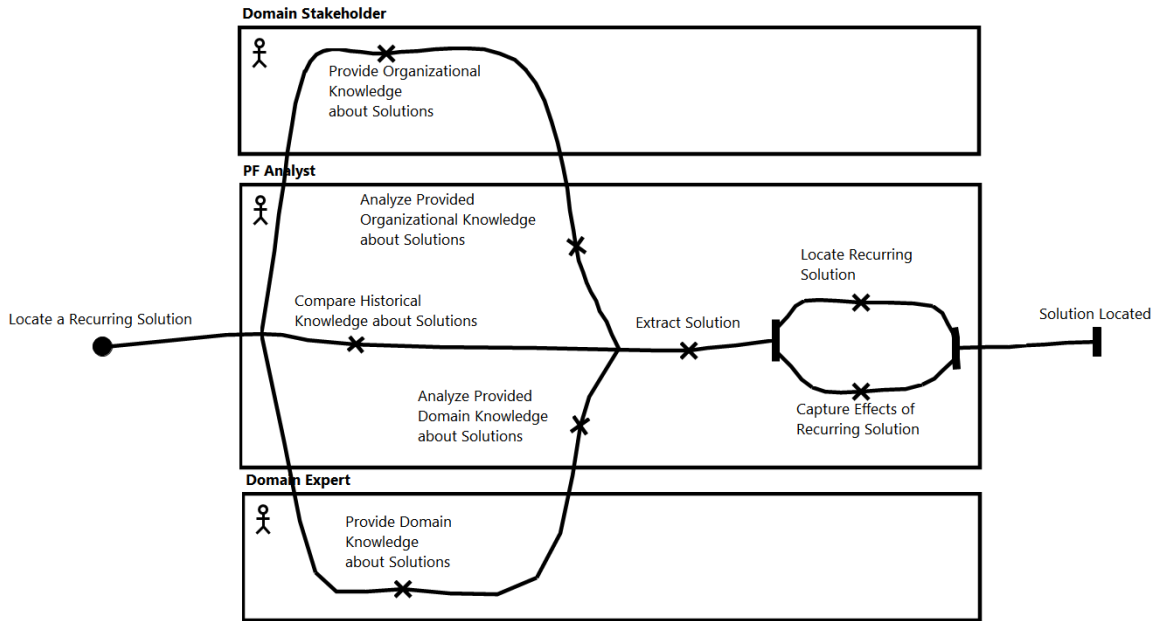 Domain Stakeholder
Provide Organizational
Knowledge
about Solutions
PF Analyst
Analyze Provided
Organizational Knowledge
about Solutions
Locate Recurring
Solution
Compare Historical
Knowledge about Solutions
Locate a Recurring Solution
Extract Solution
Solution Located
Analyze Provided
Domain Knowledge
about Solutions
Capture Effects of
Recurring Solution
Domain Expert
Provide Domain
Knowledge
about Solutions